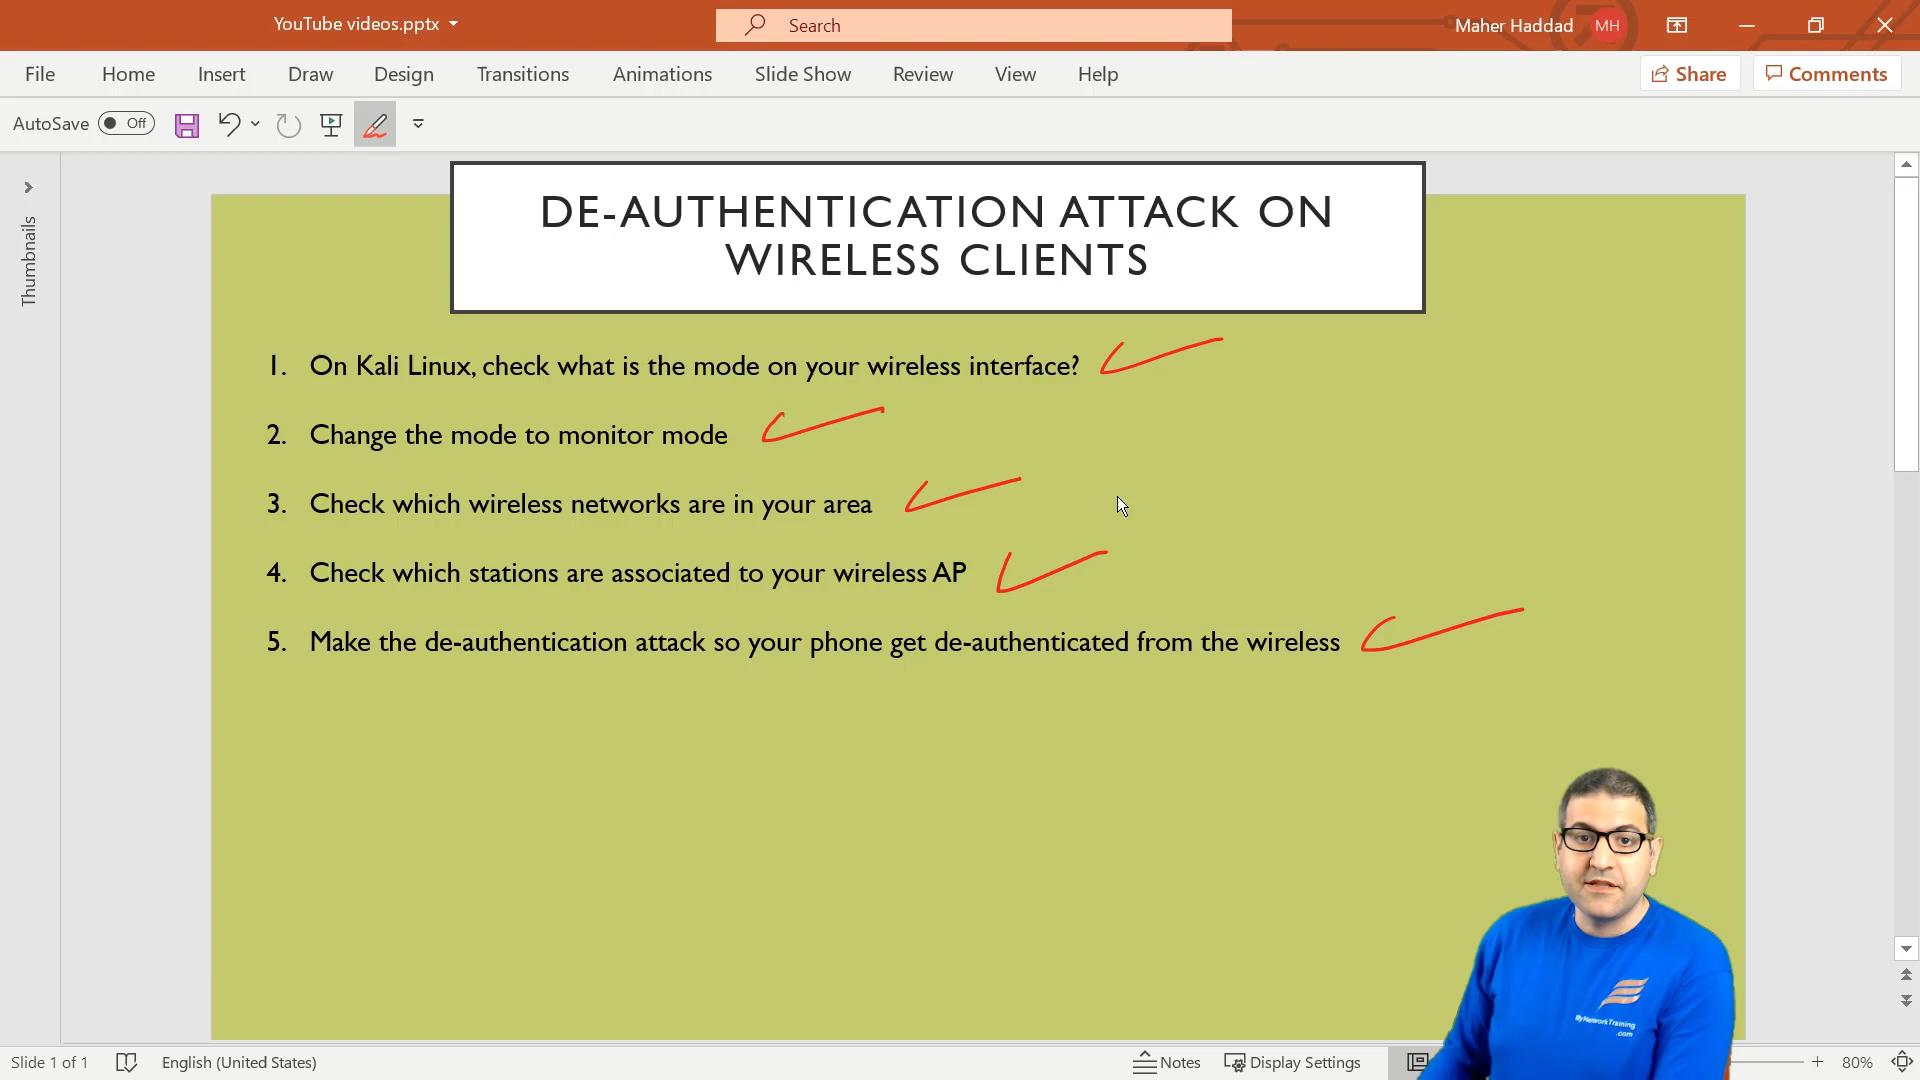 YouTube videos.pptx
Search
Maher Haddad
MH
File Home Insert Draw Design Transitions Animations Slide Show Review View Help
Share
Comments
AutoSave Off
Thumbnails
DE-AUTHENTICATION ATTACK ON
WIRELESS CLIENTS
1. On Kali Linux, check what is the mode on your wireless interface?
2. Change the mode to monitor mode
3. Check which wireless networks are in your area
4. Check which stations are associated to your wireless AP
5. Make the de-authentication attack so your phone get de-authenticated from the wireless
MyNetworkTraining
.com
Slide 1 of 1
English (United States)
Notes
Display Settings
80%